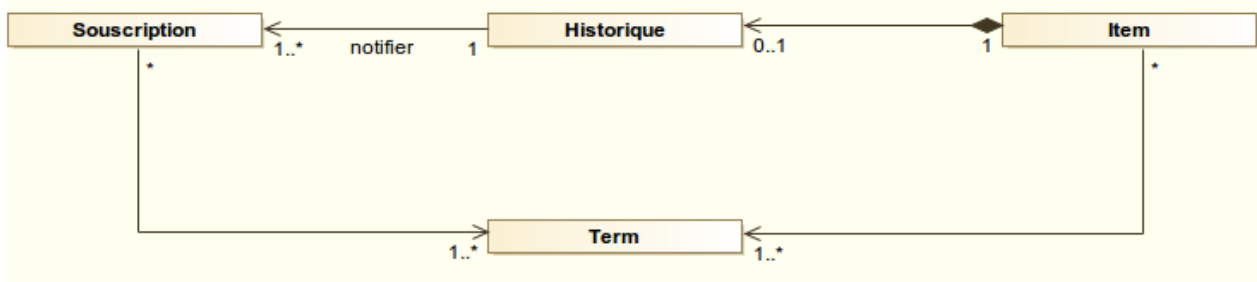 Souscription Historique Item
1..* notifier 1 0..1 1
* *
Term
1..* 1..*